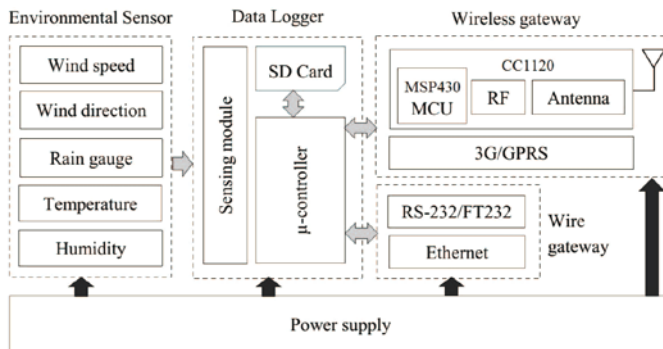 Environmental Sensor
Wind speed
Wind direction
Rain gauge
Temperature
Humidity
Data Logger
Sensing module
SD Card
μ-controller
Wireless gateway
CC1120
MSP430
MCU
RF
Antenna
3G/GPRS
RS-232/FT232
Ethernet
Wire
gateway
Power supply